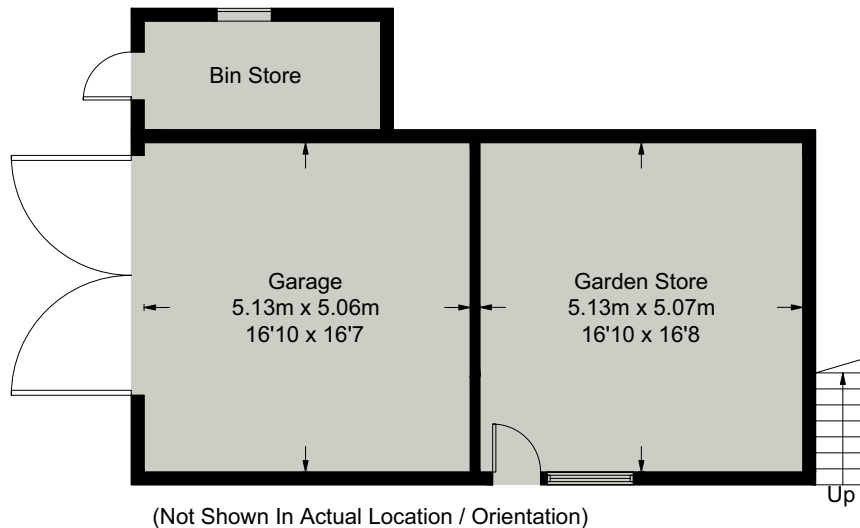 Bin Store
Garage
5.13m x 5.06m
16'10 x 16'7
Garden Store
5.13m x 5.07m
16'10 x 16'8
Up
(Not Shown In Actual Location / Orientation)